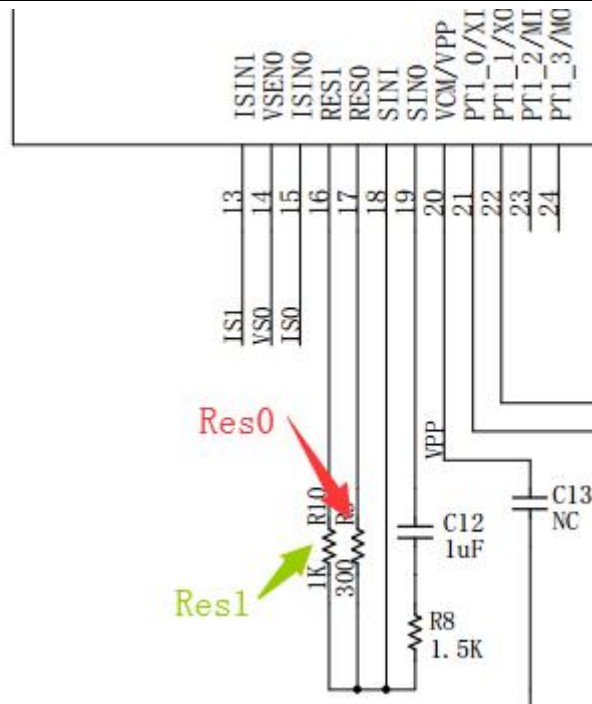 ISIN1
VSEN0
ISIN0
RES1
RES0
SINI
SINO
VCM/VPP
PT1_0/XI
PT1_1/XO
PT1_2/MI
PT1_3/MO
13
14
15
16
17
18
19
20
21
22
23
24
IS1
VS0
IS0
Res0
VPP
R10
1K
300
C12
1uF
C13
NC
Res1
R8
1.5K